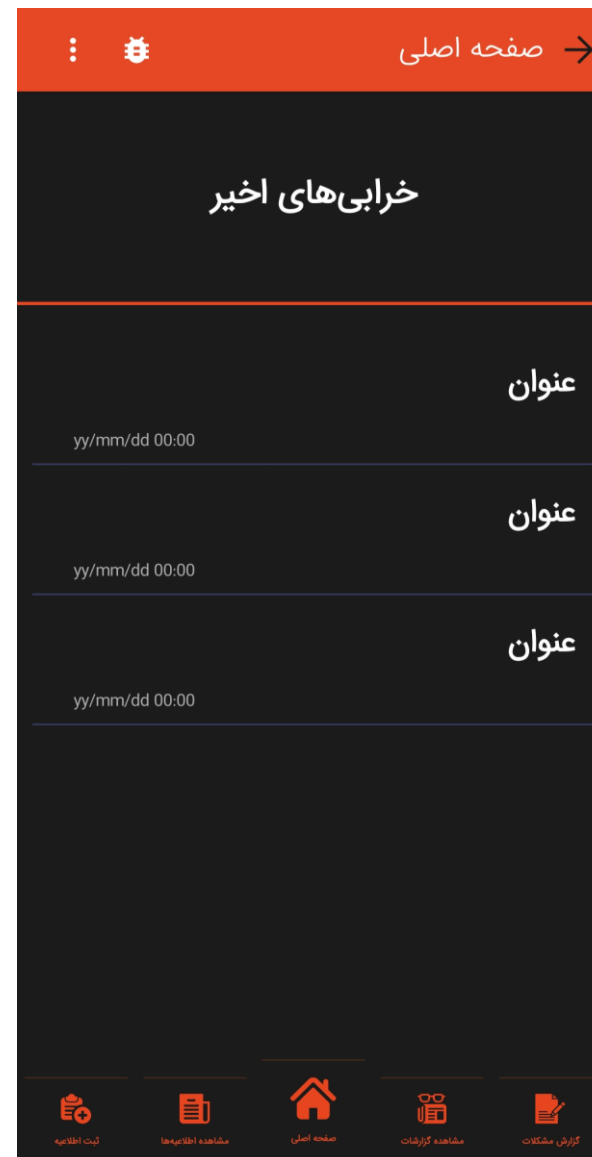 صفحه اصلی
خرابی‌های اخیر
عنوان
yy/mm/dd 00:00
عنوان
yy/mm/dd 00:00
عنوان
yy/mm/dd 00:00
گزارش مشکلات
مشاهده گزارشات
صفحه اصلی
مشاهده اطلاعیه‌ها
ثبت اطلاعیه